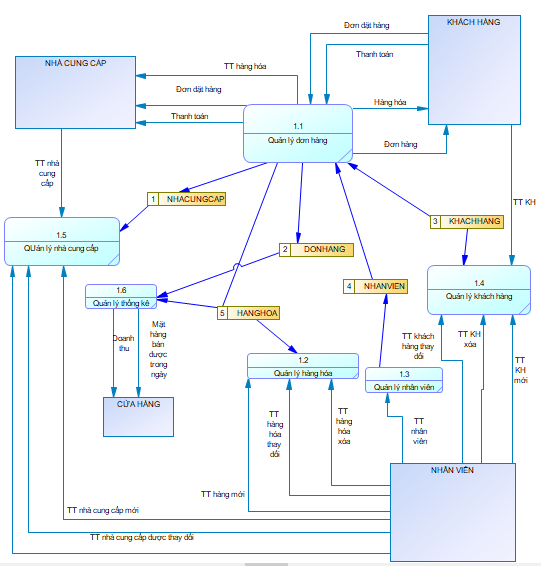 KHÁCH HÀNG
Đơn đặt hàng
Thanh toán
NHÀ CUNG CẤP
TT hàng hóa
Đơn đặt hàng
Thanh toán
Hàng hóa
1.1
Quản lý đơn hàng
Đơn hàng
TT nhà
cung
cấp
1 NHACUNGCAP
TT KH
3 KHACHHANG
1.5
QUản lý nhà cung cấp
2 DONHANG
1.4
Quản lý khách hàng
4 NHANVIEN
1.6
Quản lý thống kê
5 HANGHOA
Doanh
thu
Mặt
hàng
bán
được
trong
ngày
TT khách
hàng thay
đổi
TT KH
xóa
TT
KH
mới
1.2
Quản lý hàng hóa
1.3
Quản lý nhân viên
CỬA HÀNG
TT
hàng
hóa
thay
đổi
TT
hàng
hóa
xóa
TT
nhân
viên
NHÂN VIÊN
TT hàng mới
TT nhà cung cấp mới
TT nhà cung cấp được thay đổi